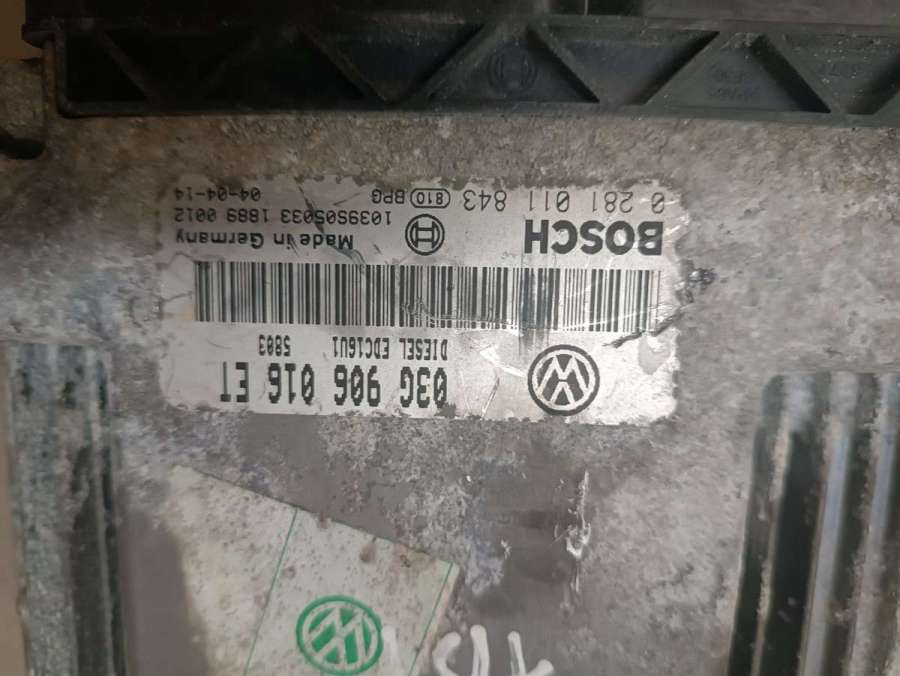 03G 906 016 ET
DIESEL EDC16U1 5803
BOSCH Made in Germany
1039S05033 1889 0012
0 281 011 843 810 BPG 04-04-14